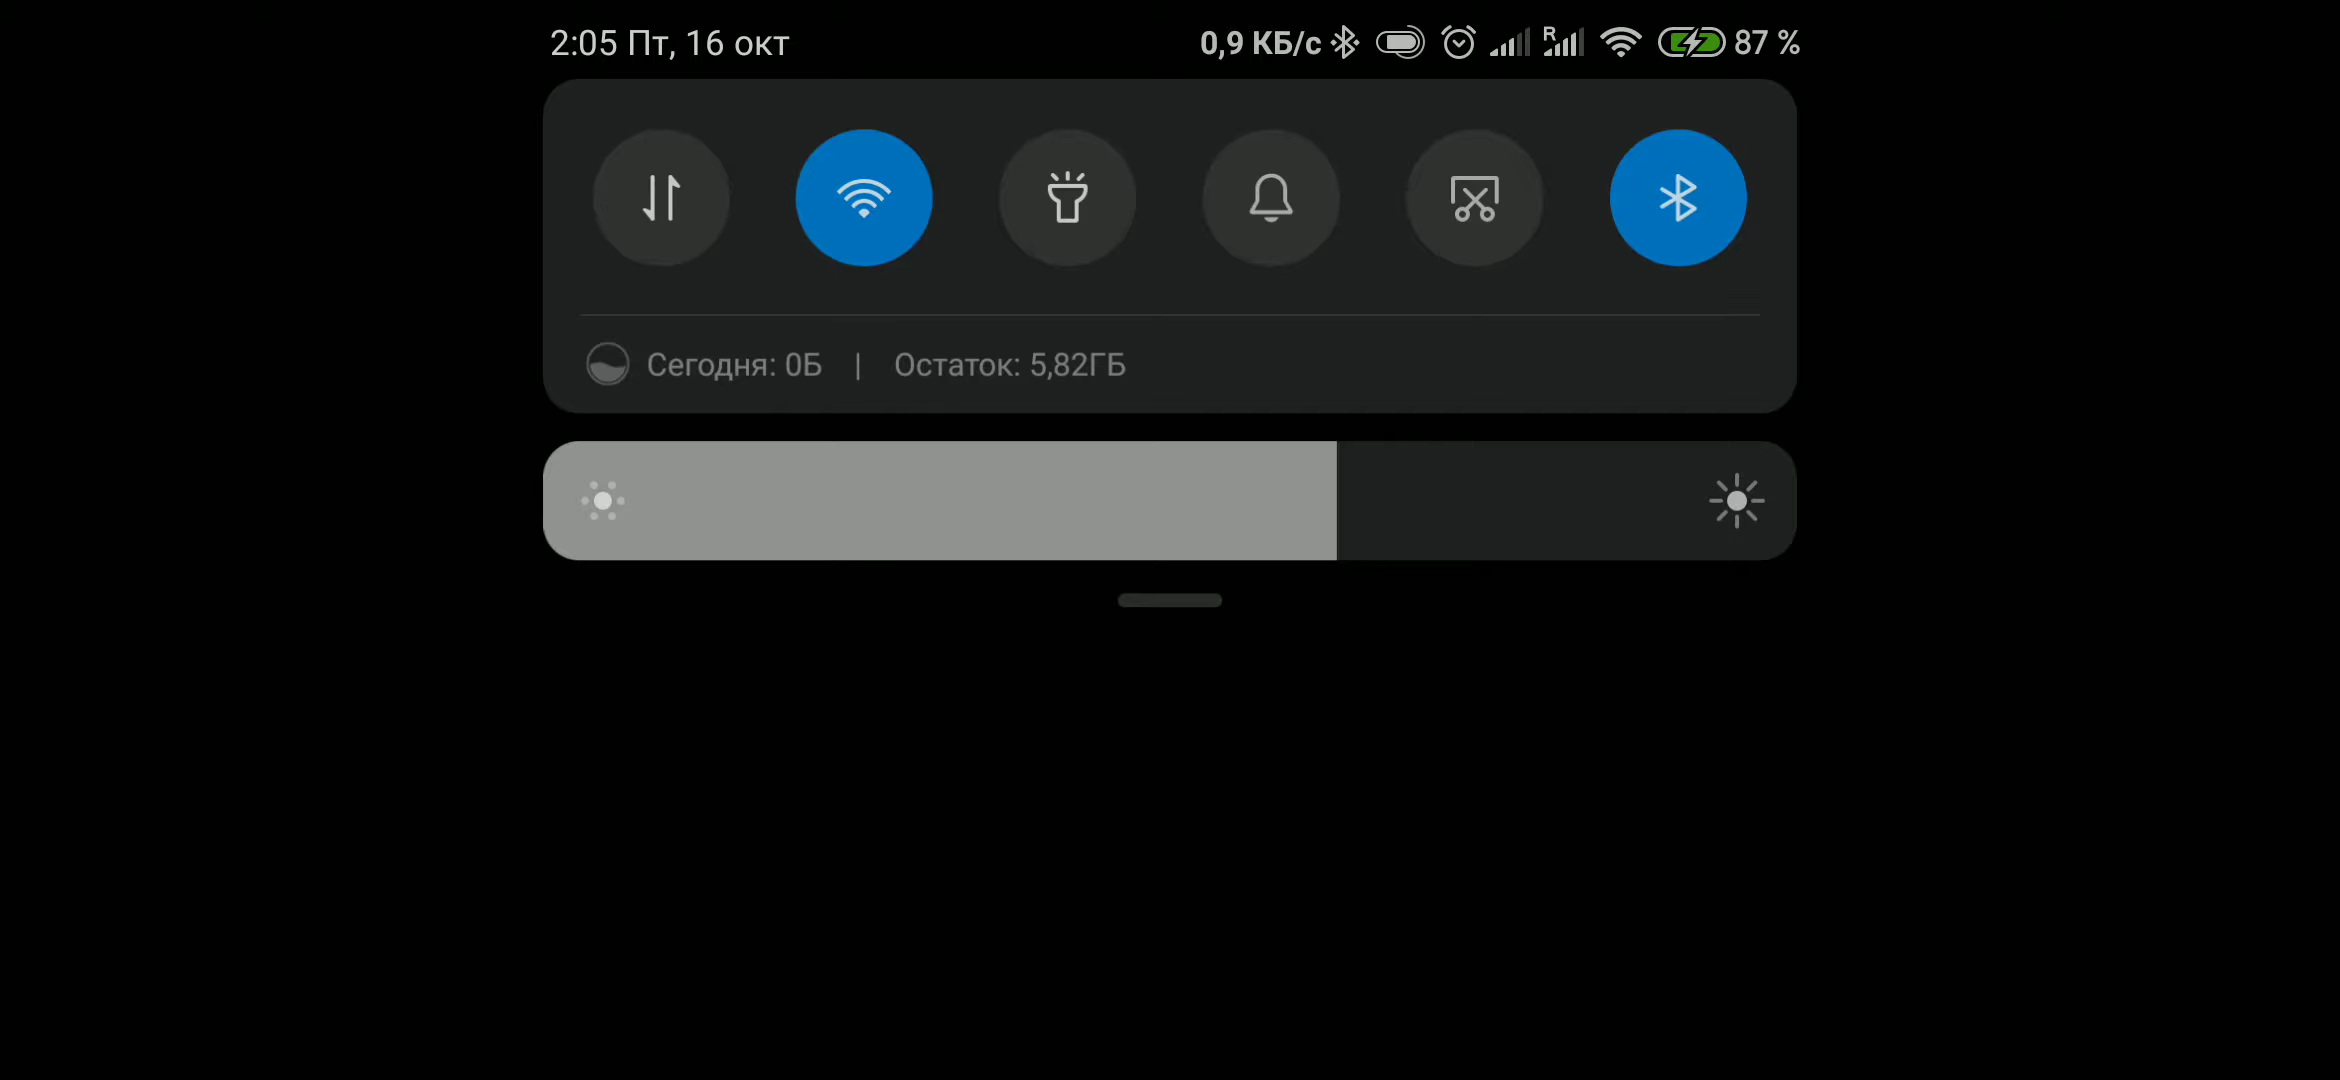 2:05 Пт, 16 окт 0,9 КБ/с R 87 %
Сегодня: 0Б | Остаток: 5,82ГБ